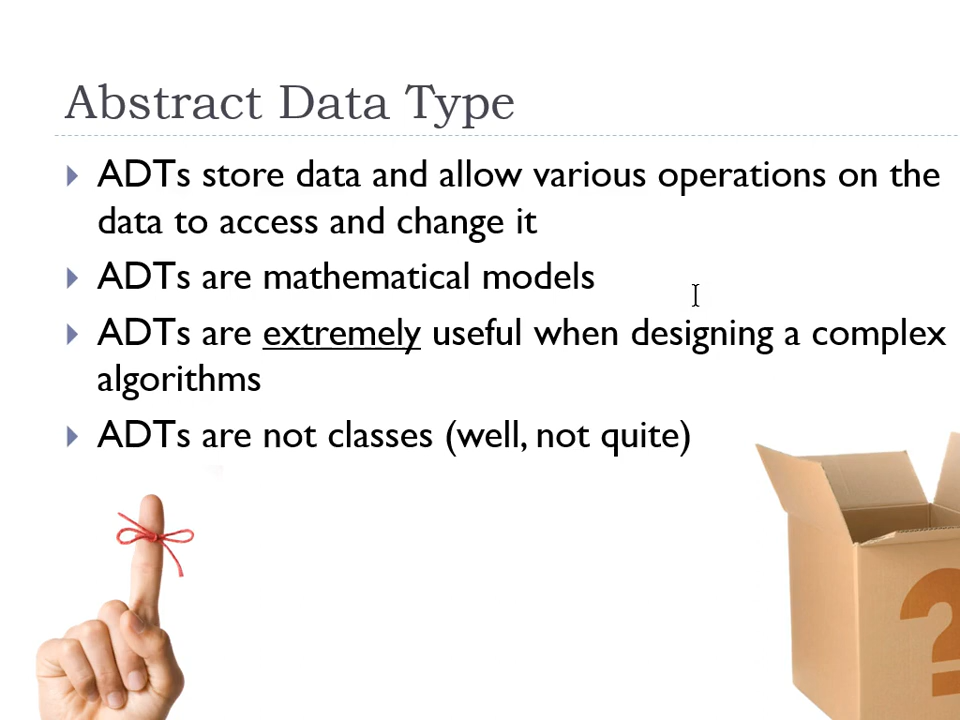 Abstract Data Type
ADTs store data and allow various operations on the
data to access and change it
ADTs are mathematical models
ADTs are extremely useful when designing a complex
algorithms
ADTs are not classes (well, not quite)
?